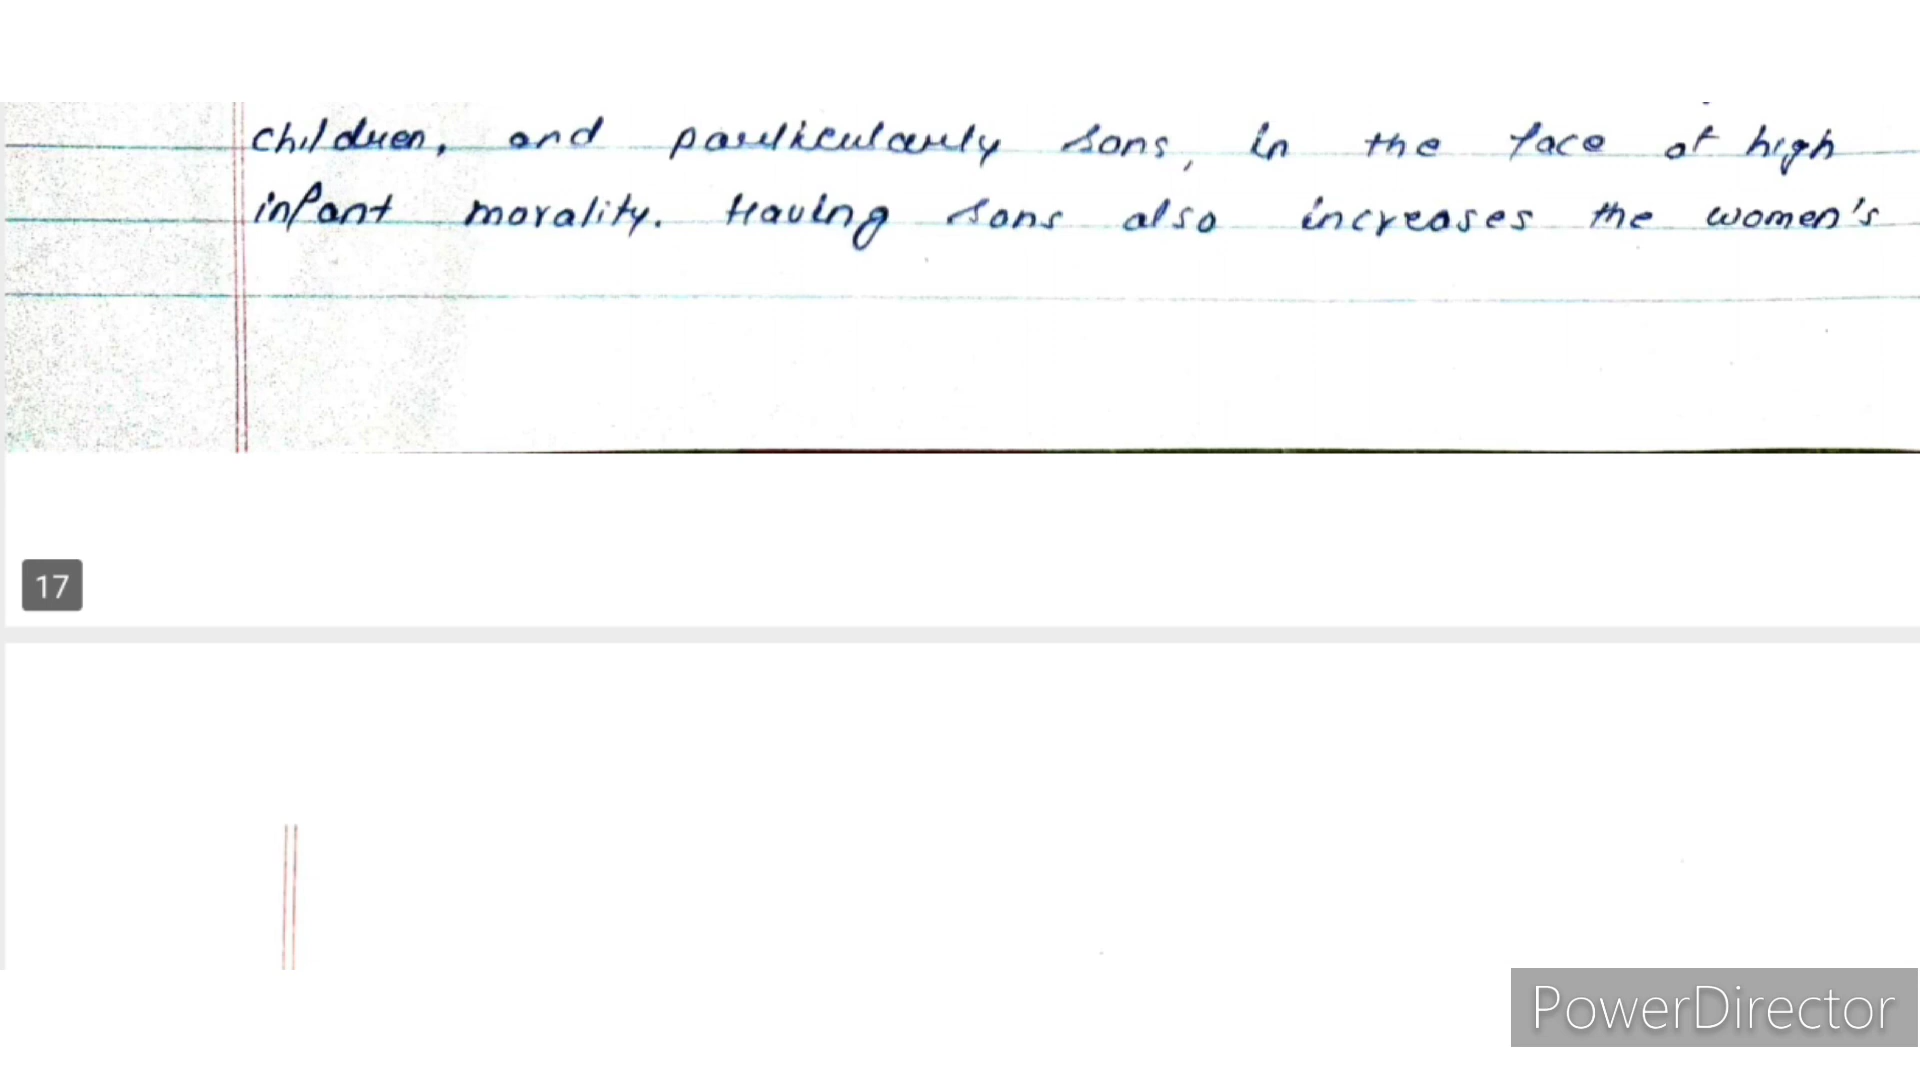 children, and particularly sons, in the face of high
infant morality. Having sons also increases the women's
17
PowerDirector